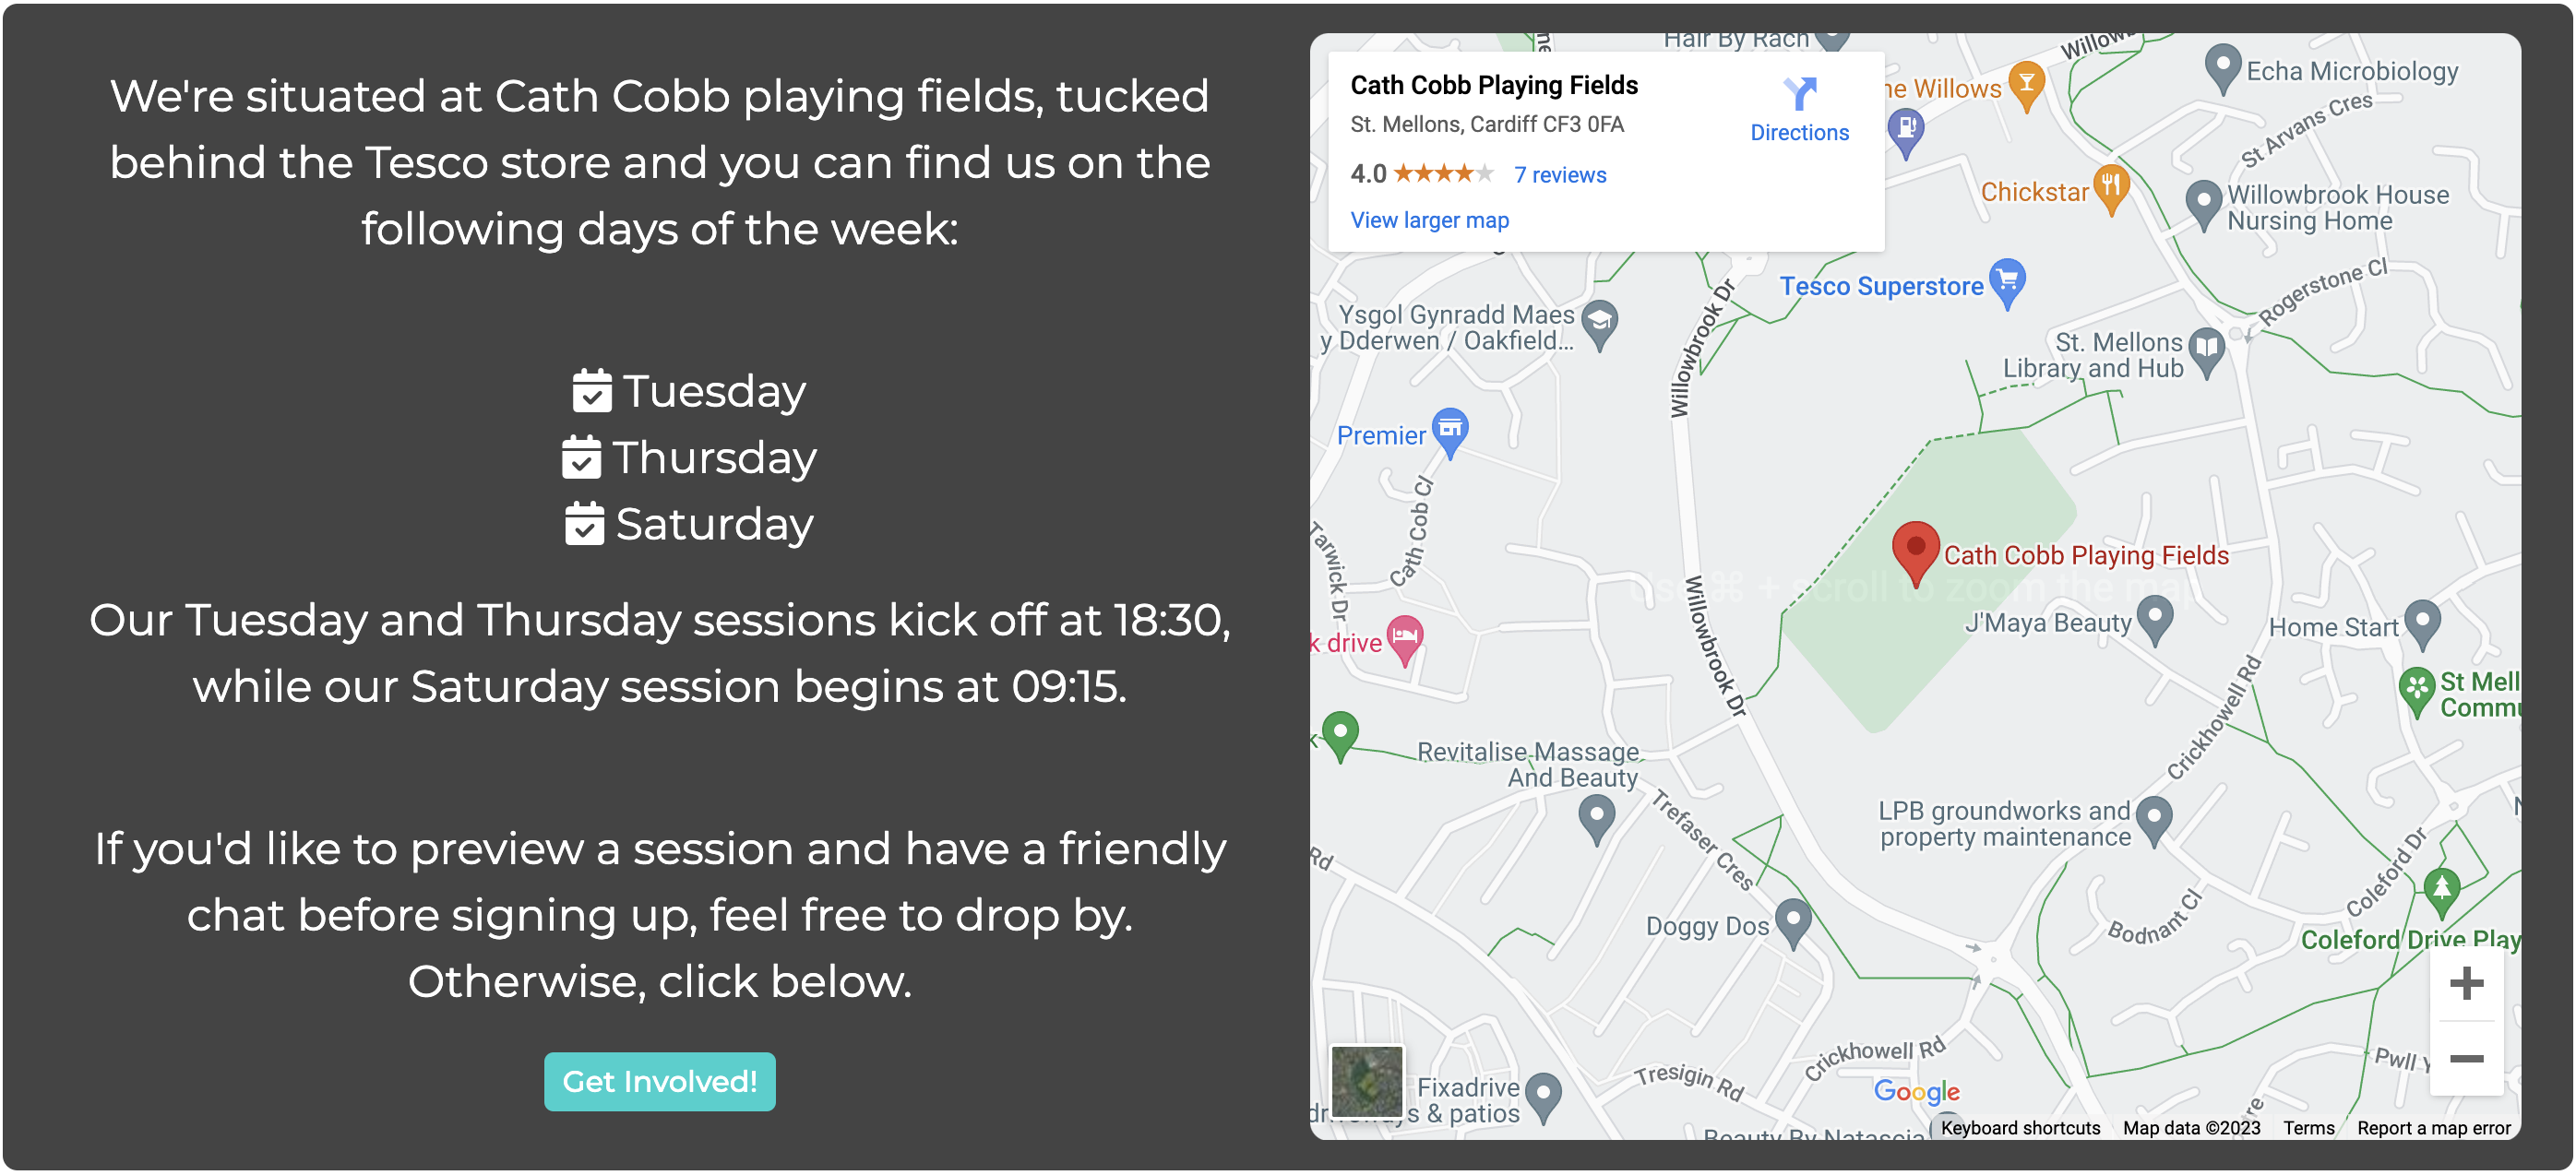 We're situated at Cath Cobb playing fields, tucked
behind the Tesco store and you can find us on the
following days of the week:
Tuesday
Thursday
Saturday
Our Tuesday and Thursday sessions kick off at 18:30,
while our Saturday session begins at 09:15.
If you'd like to preview a session and have a friendly
chat before signing up, feel free to drop by.
Otherwise, click below.
Get Involved!
Cath Cobb Playing Fields
St. Mellons, Cardiff CF3 0FA
Directions
4.0
7 reviews
View larger map
Hair By Rach
Willows
Echa Microbiology
St Arvans Cres
Chickstar
Willowbrook House
Nursing Home
Rogerstone Cl
Tesco Superstore
Willowbrook Dr
Ysgol Gynradd Maes
y Dderwen / Oakfield...
St. Mellons
Library and Hub
Premier
Cath Cob Cl
Tarwick Dr
Cath Cobb Playing Fields
Use ⌘ + scroll to zoom the map
Willowbrook Dr
J'Maya Beauty
Home Start
k drive
St Mell
Commu
Crickhowell Rd
Revitalise Massage
And Beauty
Trefaser Cres
LPB groundworks and
property maintenance
Rd
Coleford Dr
Bodnant Cl
Doggy Dos
Coleford Drive Play
Crickhowell Rd
Tresigin Rd
Pwll Y
Fixadrive
& patios
Google
Beauty By Natascia
Keyboard shortcuts
Map data ©2023
Terms
Report a map error